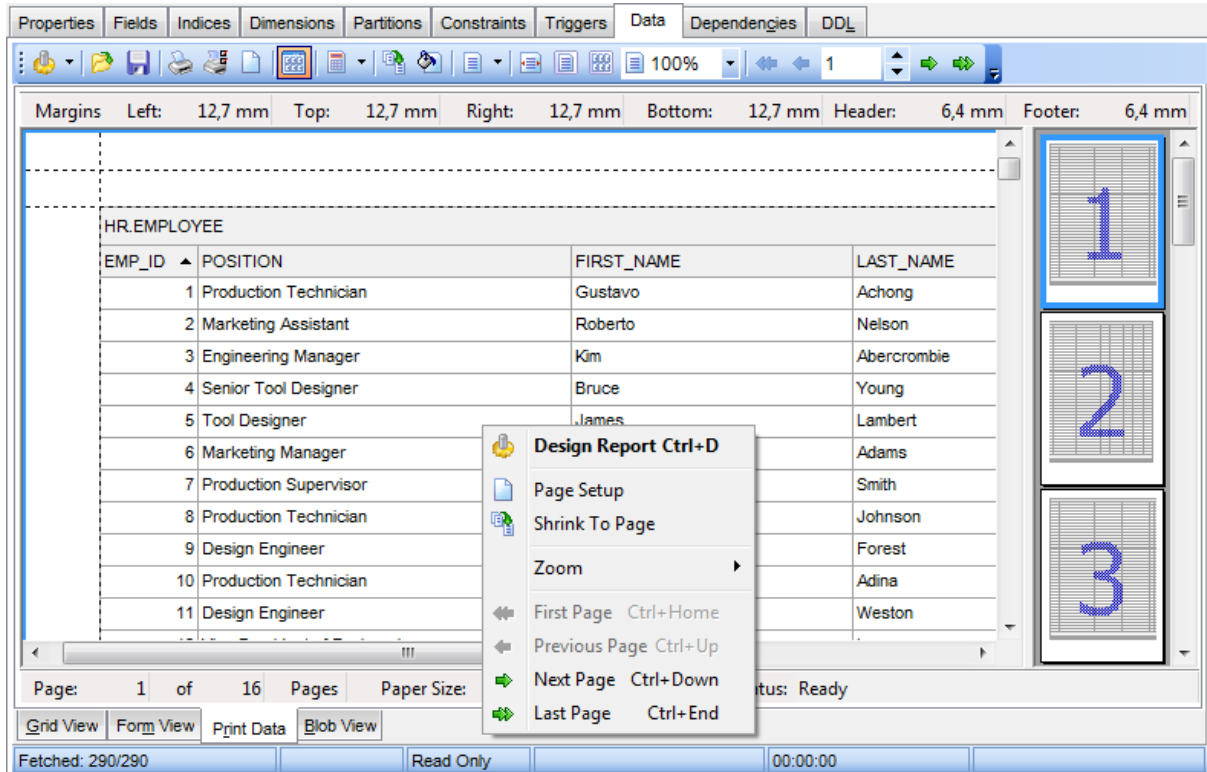 Properties Fields Indices Dimensions Partitions Constraints Triggers Data Dependencies DDL
100% 1
Margins Left: 12,7 mm Top: 12,7 mm Right: 12,7 mm Bottom: 12,7 mm Header: 6,4 mm Footer: 6,4 mm
HR.EMPLOYEE
EMP_ID POSITION FIRST_NAME LAST_NAME
1 Production Technician Gustavo Achong
2 Marketing Assistant Roberto Nelson
3 Engineering Manager Kim Abercrombie
4 Senior Tool Designer Bruce Young
5 Tool Designer James Lambert
6 Marketing Manager Adams
7 Production Supervisor Smith
8 Production Technician Johnson
9 Design Engineer Forest
10 Production Technician Adina
11 Design Engineer Weston
Design Report Ctrl+D
Page Setup
Shrink To Page
Zoom
First Page Ctrl+Home
Previous Page Ctrl+Up
Next Page Ctrl+Down
Last Page Ctrl+End
1
2
3
Page: 1 of 16 Pages Paper Size: Ready
Grid View Form View Print Data Blob View
Fetched: 290/290 Read Only 00:00:00